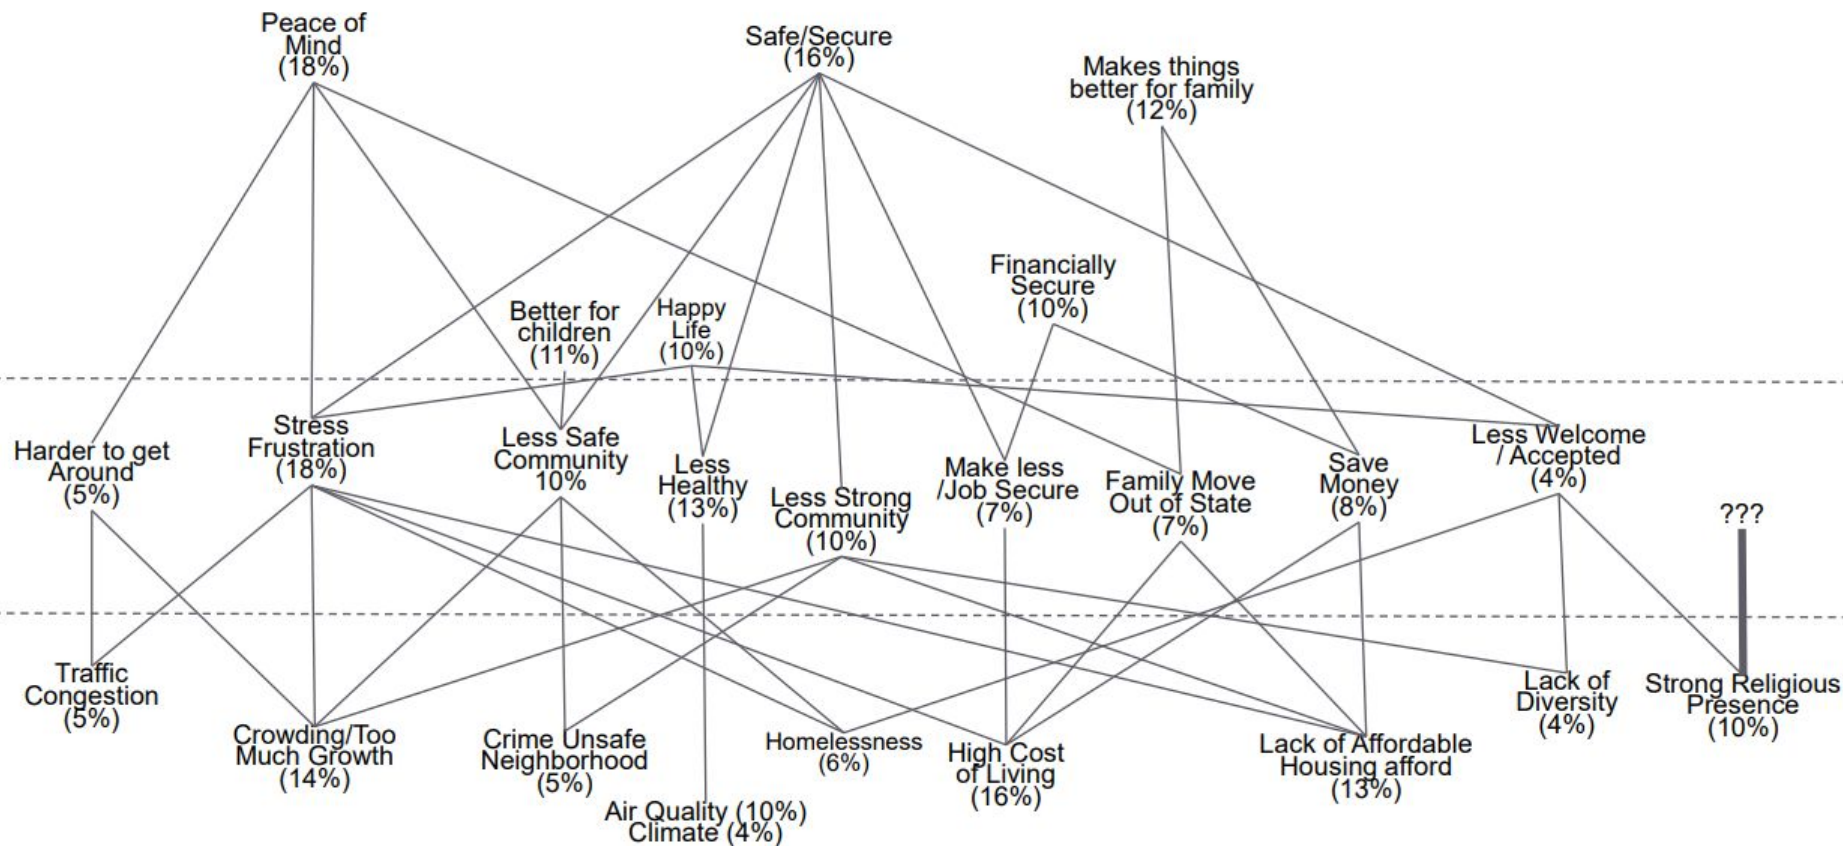 Peace of
Mind
(18%)
Safe/Secure
(16%)
Makes things
better for family
(12%)
Financially
Secure
(10%)
Better for
children
(11%)
Happy
Life
(10%)
Harder to get
Around
(5%)
Stress
Frustration
(18%)
Less Safe
Community
10%
Less
Healthy
(13%)
Less Strong
Community
(10%)
Make less
/Job Secure
(7%)
Family Move
Out of State
(7%)
Save
Money
(8%)
Less Welcome
/ Accepted
(4%)
???
Traffic
Congestion
(5%)
Crowding/Too
Much Growth
(14%)
Crime Unsafe
Neighborhood
(5%)
Air Quality (10%)
Climate (4%)
Homelessness
(6%)
High Cost
of Living
(16%)
Lack of Affordable
Housing afford
(13%)
Lack of
Diversity
(4%)
Strong Religious
Presence
(10%)